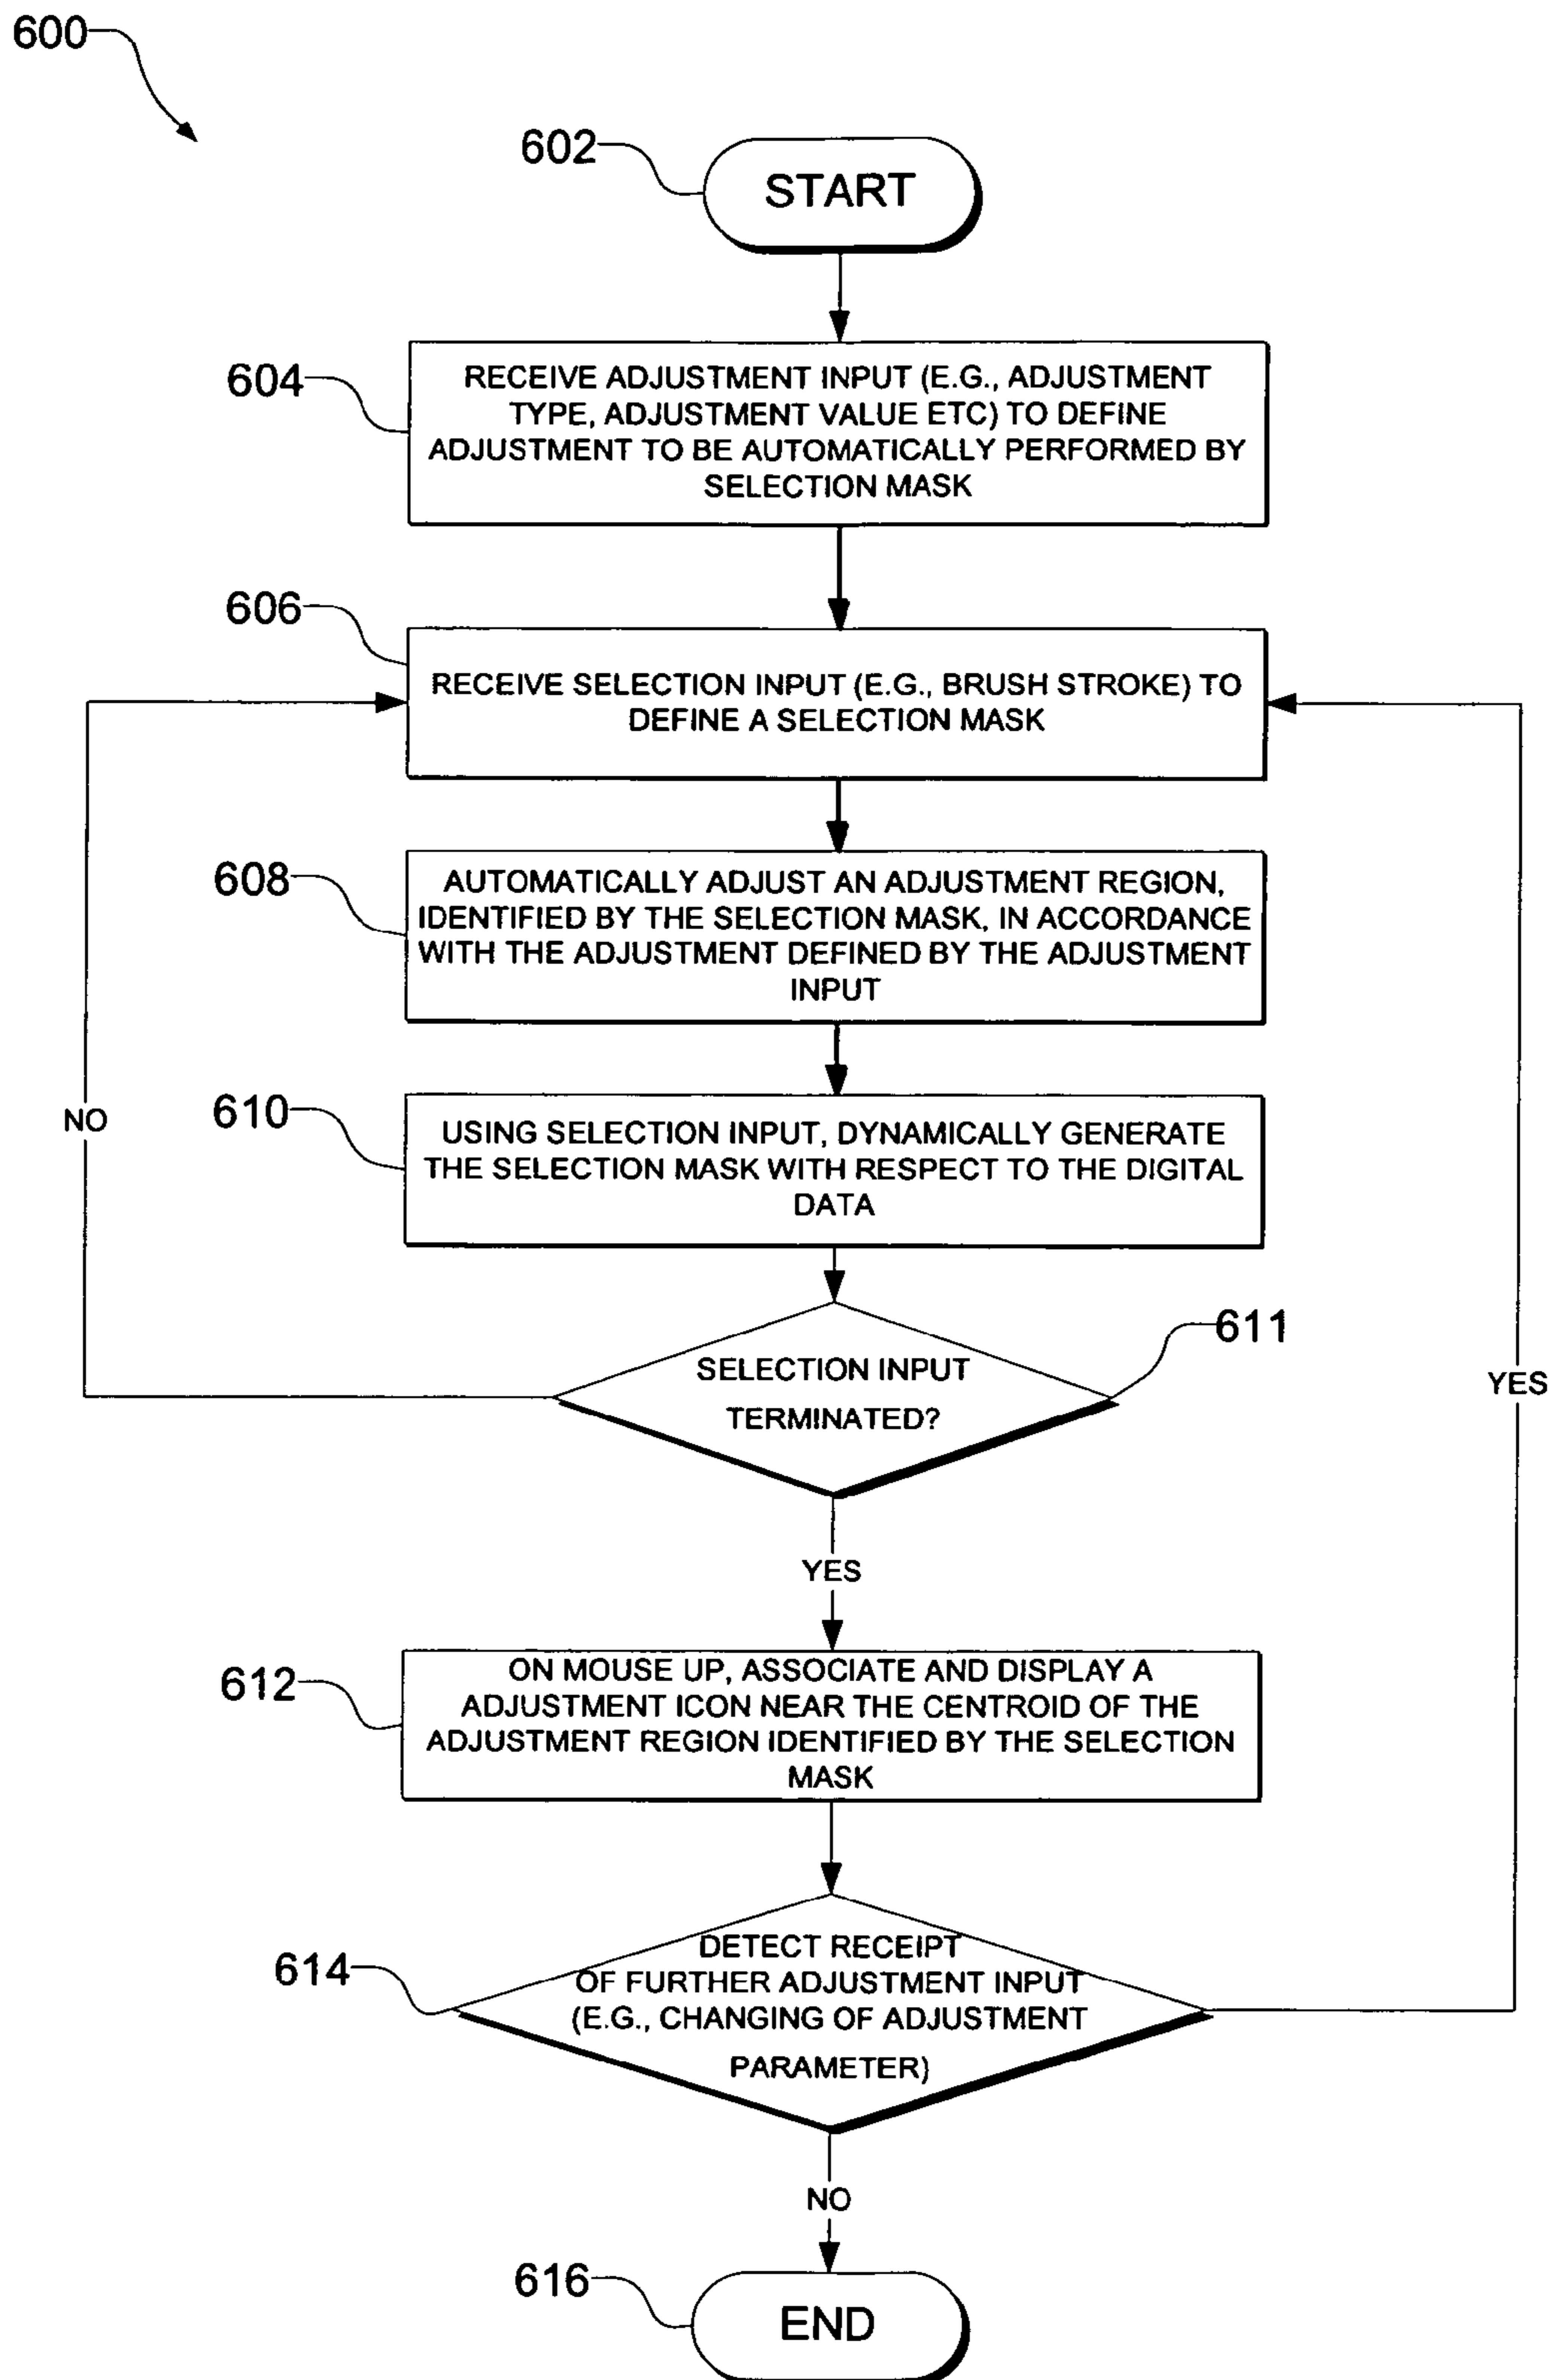 600
602
START
604
RECEIVE ADJUSTMENT INPUT (E.G., ADJUSTMENT
TYPE, ADJUSTMENT VALUE ETC) TO DEFINE
ADJUSTMENT TO BE AUTOMATICALLY PERFORMED BY
SELECTION MASK
606
RECEIVE SELECTION INPUT (E.G., BRUSH STROKE) TO
DEFINE A SELECTION MASK
608
AUTOMATICALLY ADJUST AN ADJUSTMENT REGION,
IDENTIFIED BY THE SELECTION MASK, IN ACCORDANCE
WITH THE ADJUSTMENT DEFINED BY THE ADJUSTMENT
INPUT
NO
610
USING SELECTION INPUT, DYNAMICALLY GENERATE
THE SELECTION MASK WITH RESPECT TO THE DIGITAL
DATA
611
SELECTION INPUT
TERMINATED?
YES
YES
612
ON MOUSE UP, ASSOCIATE AND DISPLAY A
ADJUSTMENT ICON NEAR THE CENTROID OF THE
ADJUSTMENT REGION IDENTIFIED BY THE SELECTION
MASK
614
DETECT RECEIPT
OF FURTHER ADJUSTMENT INPUT
(E.G., CHANGING OF ADJUSTMENT
PARAMETER)
NO
616
END